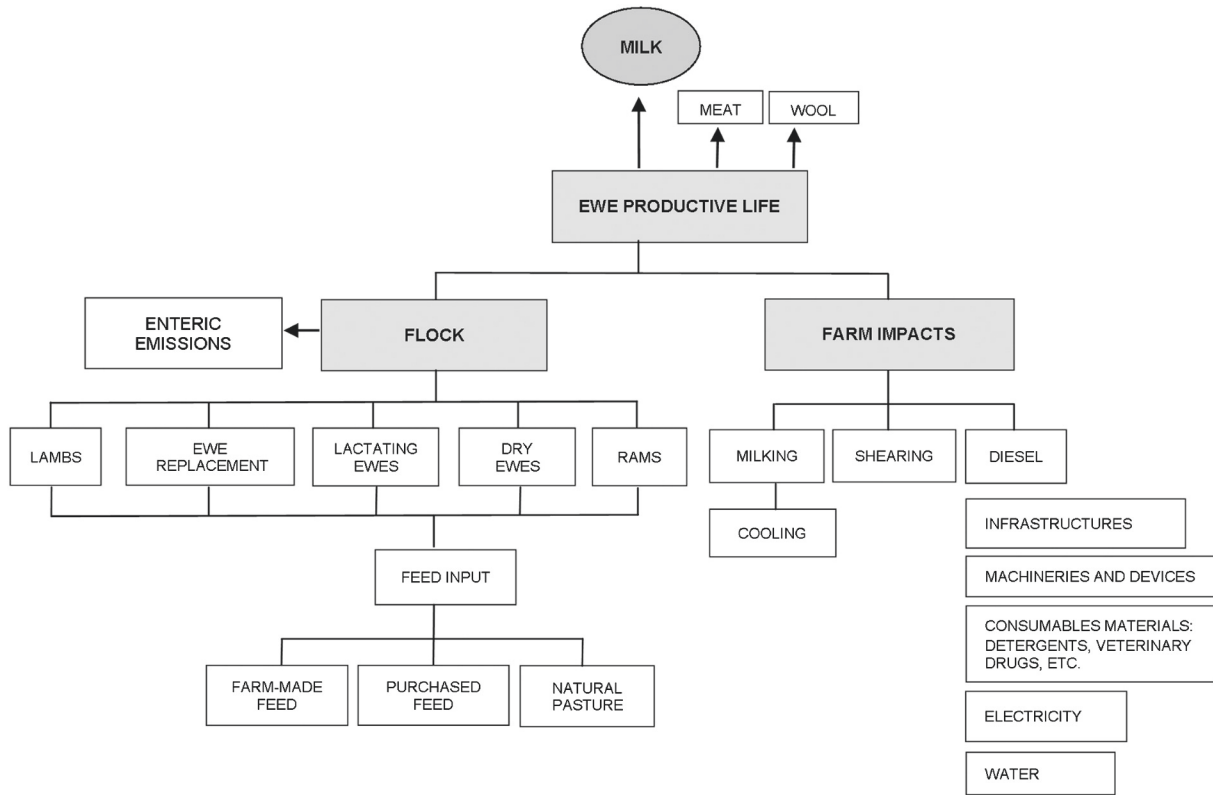 MILK
MEAT
WOOL
EWE PRODUCTIVE LIFE
ENTERIC
EMISSIONS
FLOCK
FARM IMPACTS
LAMBS
EWE
REPLACEMENT
LACTATING
EWES
DRY
EWES
RAMS
MILKING
SHEARING
DIESEL
COOLING
INFRASTRUCTURES
FEED INPUT
MACHINERIES AND DEVICES
CONSUMABLES MATERIALS:
DETERGENTS, VETERINARY
DRUGS, ETC.
FARM-MADE
FEED
PURCHASED
FEED
NATURAL
PASTURE
ELECTRICITY
WATER